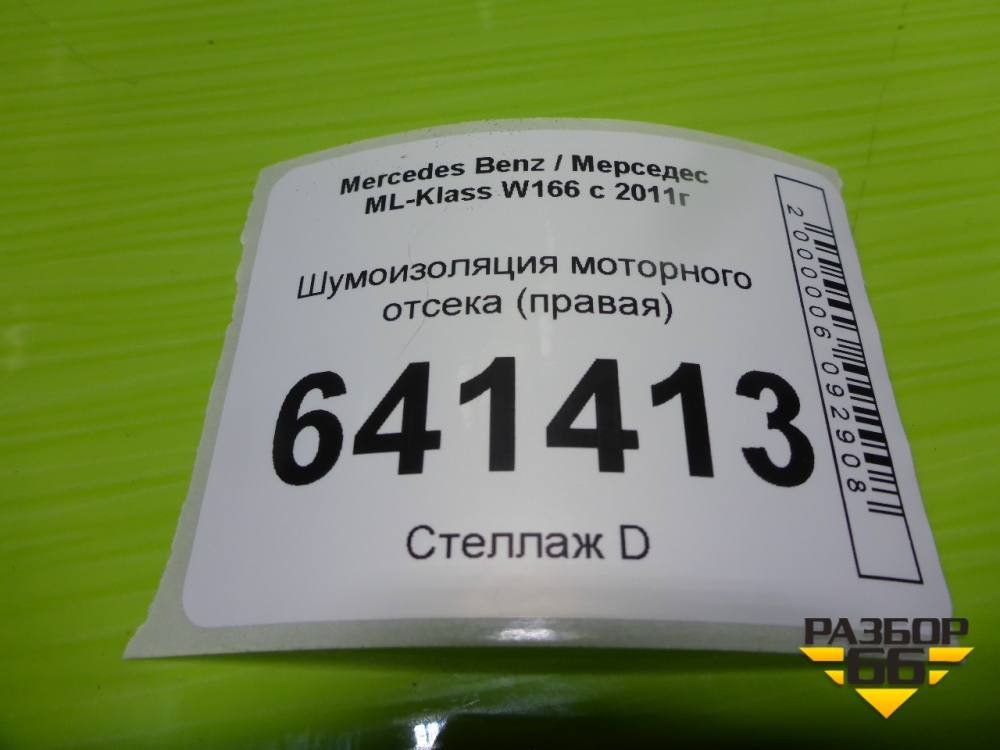 Mercedes Benz / Мерседес
ML-Klass W166 с 2011г
Шумоизоляция моторного
отсека (правая)
641413
Стеллаж D
2000006092908
РАЗБОР
66